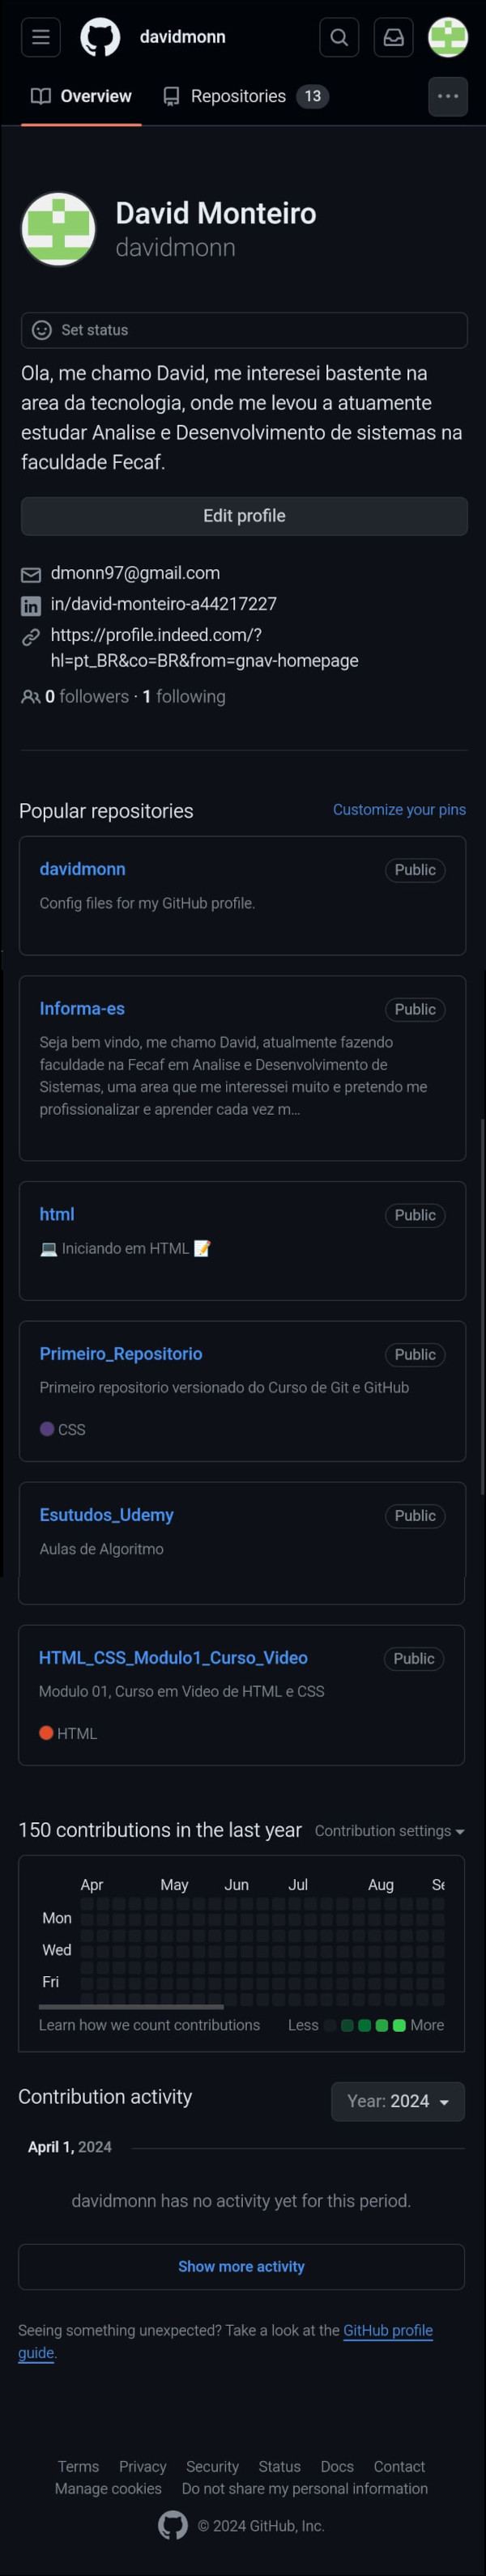 davidmonn
Overview
Repositories 13
David Monteiro
davidmonn
Set status
Ola, me chamo David, me interesei bastente na
area da tecnologia, onde me levou a atuamente
estudar Analise e Desenvolvimento de sistemas na
faculdade Fecaf.
Edit profile
dmonn97@gmail.com
in/david-monteiro-a44217227
https://profile.indeed.com/?
hl=pt_BR&co=BR&from=gnav-homepage
0 followers · 1 following
Popular repositories
Customize your pins
davidmonn Public
Config files for my GitHub profile.
Informa-es Public
Seja bem vindo, me chamo David, atualmente fazendo
faculdade na Fecaf em Analise e Desenvolvimento de
Sistemas, uma area que me interessei muito e pretendo me
profissionalizar e aprender cada vez m...
html Public
💻 Iniciando em HTML 📝
Primeiro_Repositorio Public
Primeiro repositorio versionado do Curso de Git e GitHub
CSS
Esutudos_Udemy Public
Aulas de Algoritmo
HTML_CSS_Modulo1_Curso_Video Public
Modulo 01, Curso em Video de HTML e CSS
HTML
150 contributions in the last year
Contribution settings
Apr May Jun Jul Aug Se
Mon
Wed
Fri
Learn how we count contributions
Less More
Contribution activity
Year: 2024
April 1, 2024
davidmonn has no activity yet for this period.
Show more activity
Seeing something unexpected? Take a look at the GitHub profile
guide.
Terms Privacy Security Status Docs Contact
Manage cookies Do not share my personal information
© 2024 GitHub, Inc.